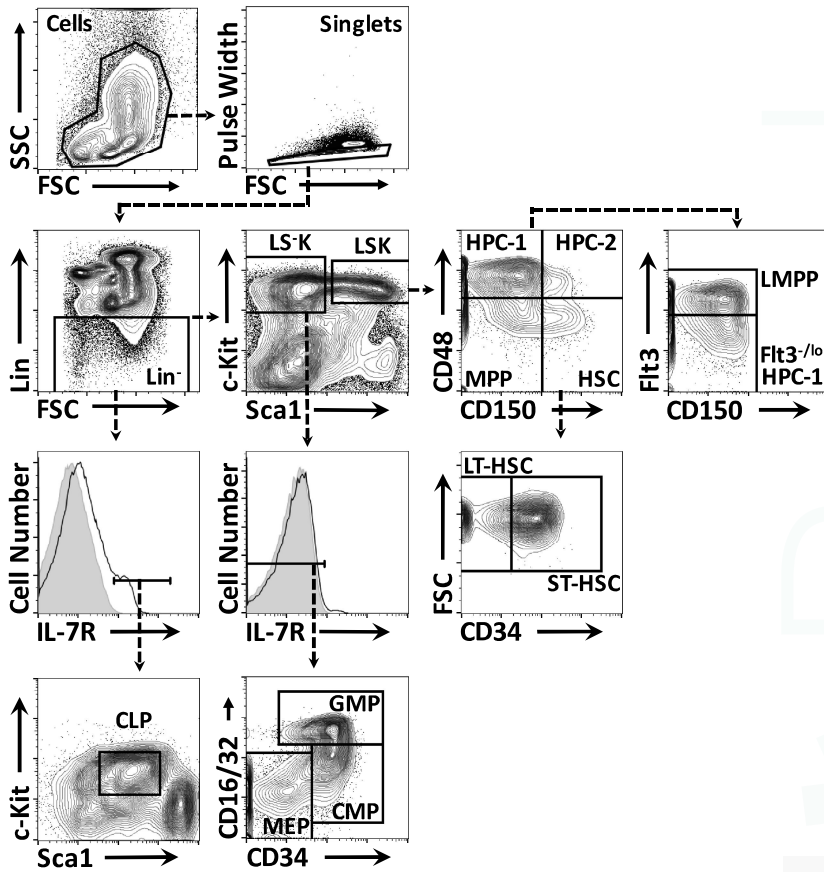 Cells
SSC
FSC
Singlets
Pulse Width
FSC
Lin
Lin⁻
FSC
LS⁻K
LSK
c-Kit
Sca1
HPC-1
HPC-2
CD48
MPP
HSC
CD150
Flt3
LMPP
Flt3⁻/ˡᵒ
HPC-1
CD150
Cell Number
IL-7R
Cell Number
IL-7R
LT-HSC
FSC
ST-HSC
CD34
c-Kit
CLP
Sca1
CD16/32
GMP
CMP
MEP
CD34